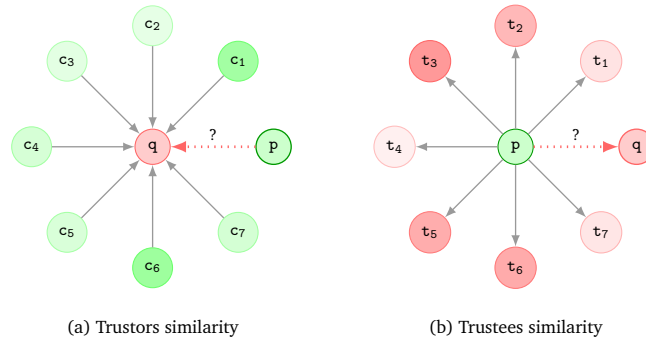 c2
c3
c1
c4
q
?
p
c5
c7
c6
(a) Trustors similarity
t2
t3
t1
t4
p
?
q
t5
t7
t6
(b) Trustees similarity